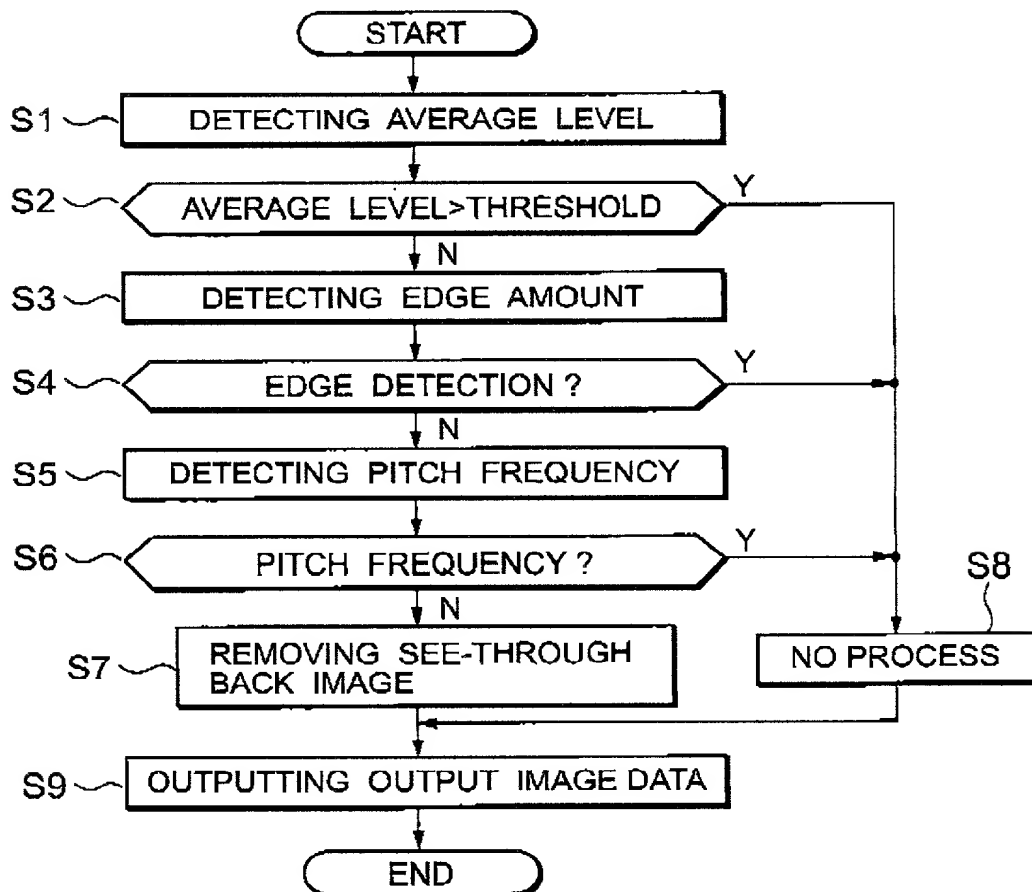 START
S1
DETECTING AVERAGE LEVEL
S2
AVERAGE LEVEL>THRESHOLD
Y
N
S3
DETECTING EDGE AMOUNT
S4
EDGE DETECTION ?
Y
N
S5
DETECTING PITCH FREQUENCY
S6
PITCH FREQUENCY ?
Y
N
S7
REMOVING SEE-THROUGH
BACK IMAGE
S8
NO PROCESS
S9
OUTPUTTING OUTPUT IMAGE DATA
END